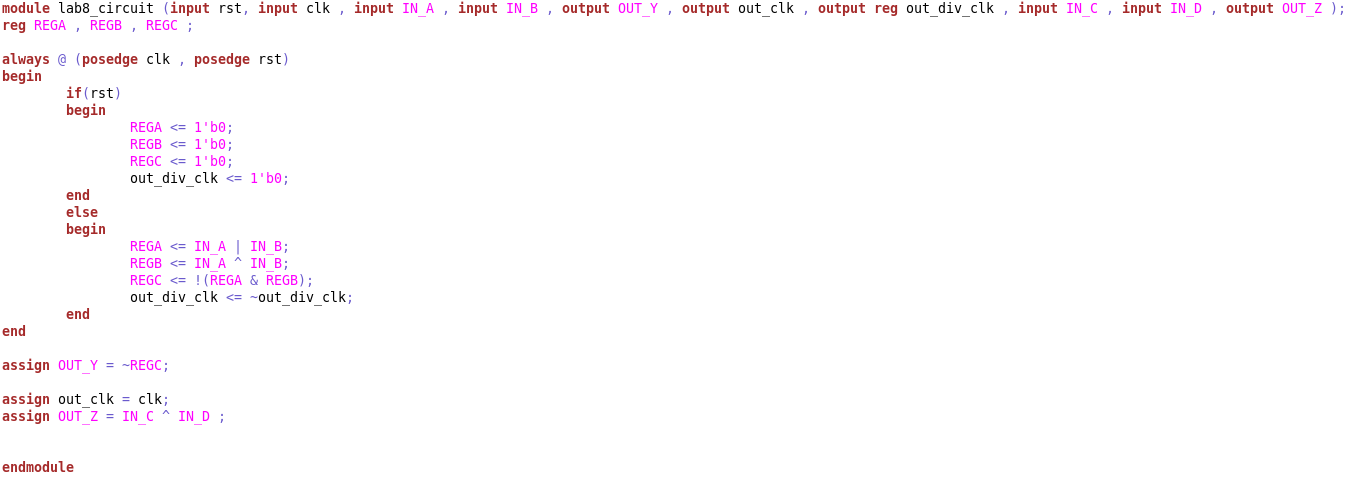 module lab8_circuit (input rst, input clk , input IN_A , input IN_B , output OUT_Y , output out_clk , output reg out_div_clk , input IN_C , input IN_D , output OUT_Z );
reg REGA , REGB , REGC ;
always @ (posedge clk , posedge rst)
begin
if(rst)
begin
REGA <= 1'b0;
REGB <= 1'b0;
REGC <= 1'b0;
out_div_clk <= 1'b0;
end
else
begin
REGA <= IN_A | IN_B;
REGB <= IN_A ^ IN_B;
REGC <= !(REGA & REGB);
out_div_clk <= ~out_div_clk;
end
end
assign OUT_Y = ~REGC;
assign out_clk = clk;
assign OUT_Z = IN_C ^ IN_D ;
endmodule